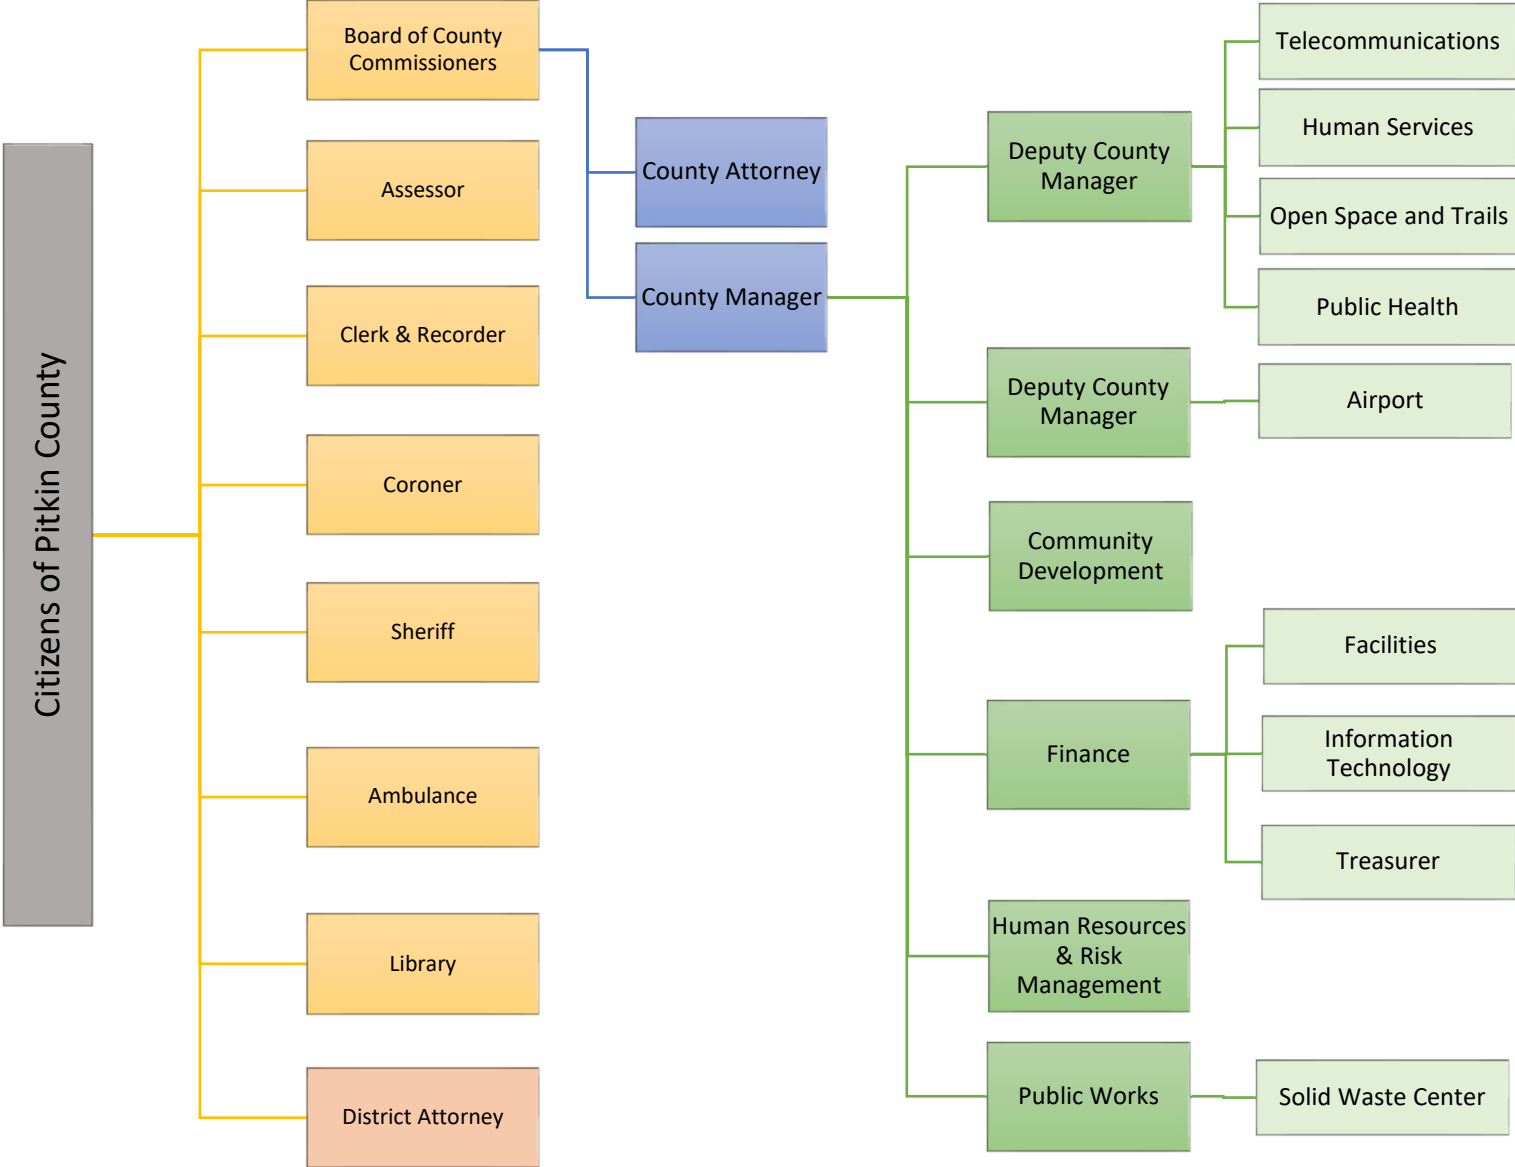 Citizens of Pitkin County
Board of County
Commissioners
Assessor
Clerk & Recorder
Coroner
Sheriff
Ambulance
Library
District Attorney
County Attorney
County Manager
Deputy County
Manager
Deputy County
Manager
Community
Development
Finance
Human Resources
& Risk
Management
Public Works
Telecommunications
Human Services
Open Space and Trails
Public Health
Airport
Facilities
Information
Technology
Treasurer
Solid Waste Center